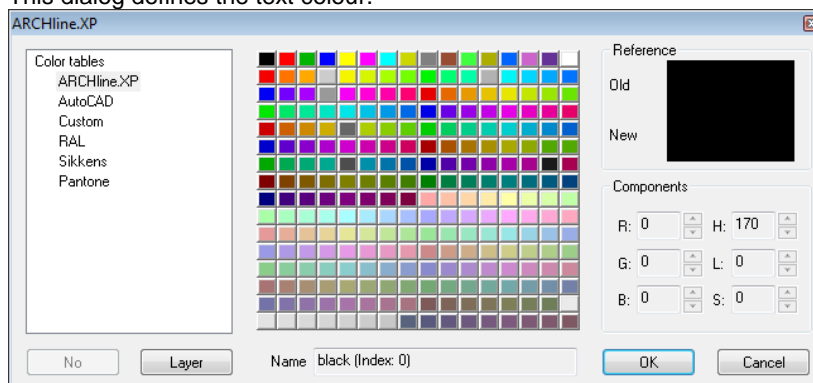 This dialog defines the text colour.
ARCHline.XP
Color tables
ARCHline.XP
AutoCAD
Custom
RAL
Sikkens
Pantone
Reference
Old
New
Components
R: 0 H: 170
G: 0 L: 0
B: 0 S: 0
No Layer Name black (Index: 0) OK Cancel